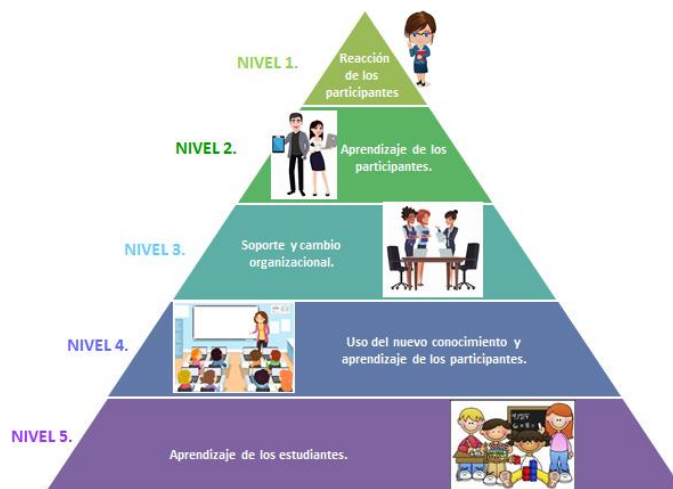 NIVEL 1.
Reacción
de los
participantes
NIVEL 2.
Aprendizaje de los
participantes.
NIVEL 3.
Soporte y cambio
organizacional.
NIVEL 4.
Uso del nuevo conocimiento y
aprendizaje de los participantes.
NIVEL 5.
Aprendizaje de los estudiantes.